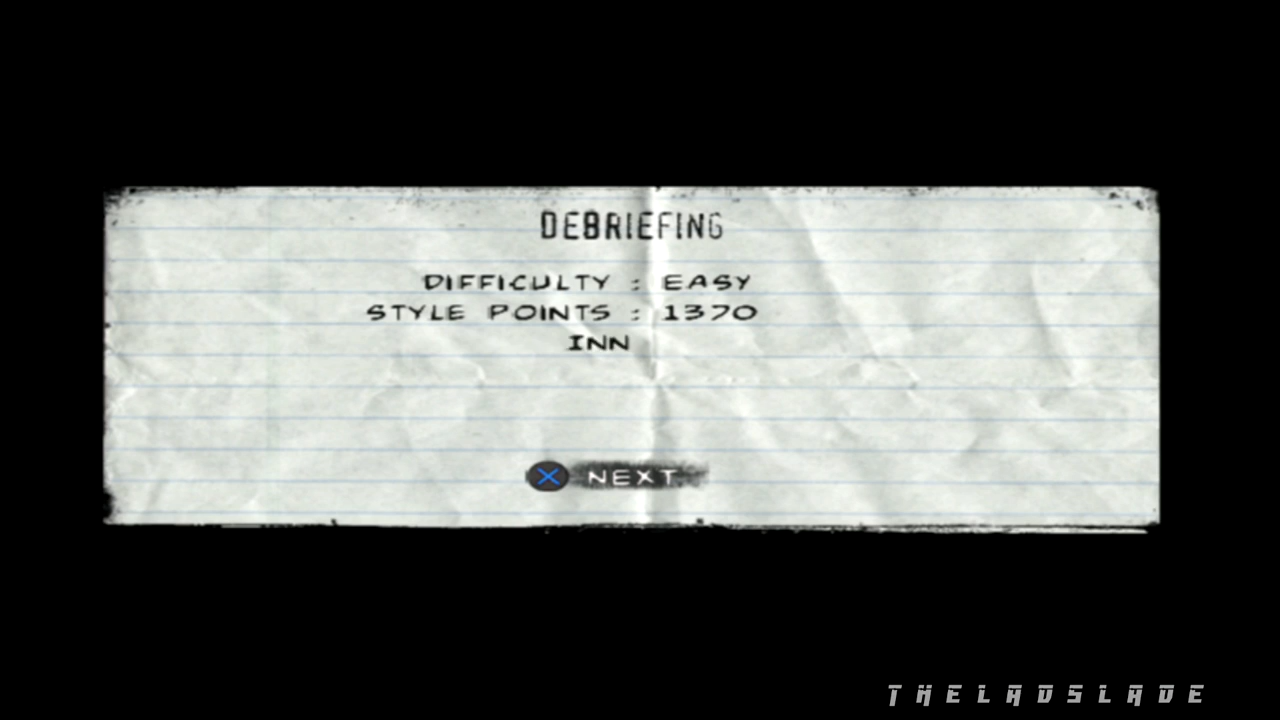 DEBRIEFING
DIFFICULTY : EASY
STYLE POINTS : 1370
INN
NEXT
THELADSLADE